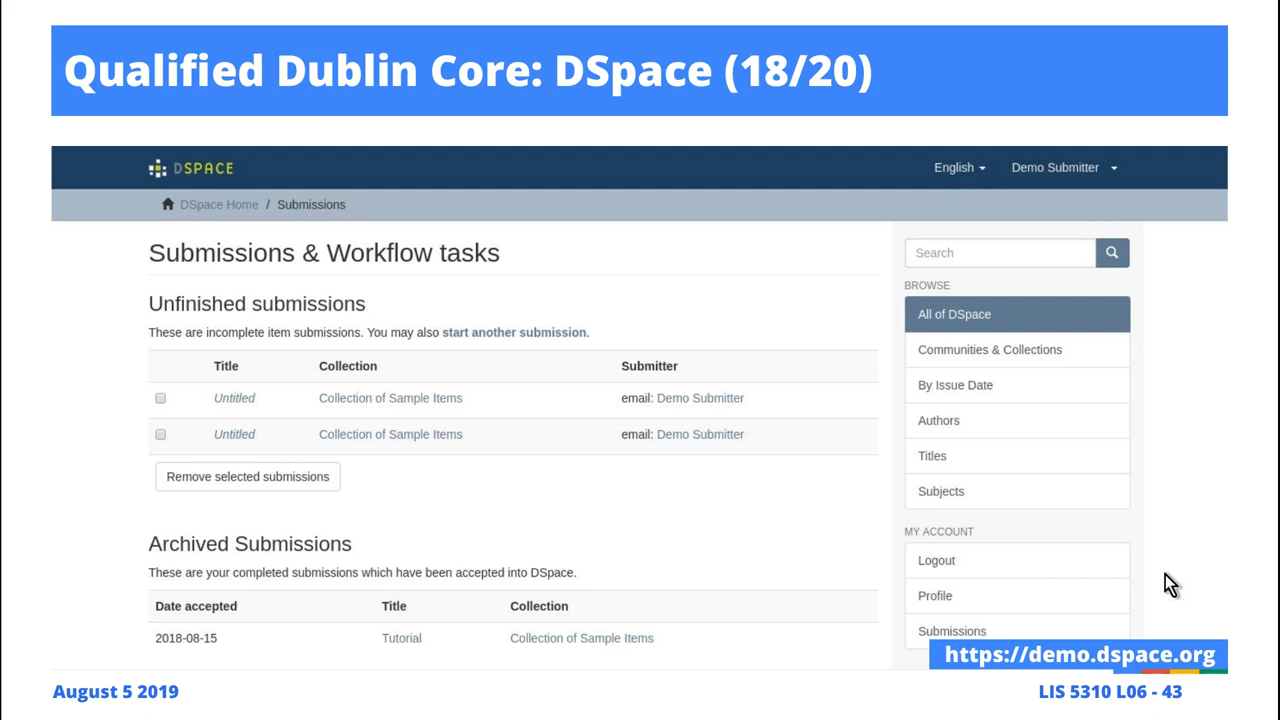 Qualified Dublin Core: DSpace (18/20)
DSPACE
English
Demo Submitter
DSpace Home / Submissions
Submissions & Workflow tasks
Unfinished submissions
These are incomplete item submissions. You may also start another submission.
Title Collection Submitter
Untitled Collection of Sample Items email: Demo Submitter
Untitled Collection of Sample Items email: Demo Submitter
Remove selected submissions
Archived Submissions
These are your completed submissions which have been accepted into DSpace.
Date accepted Title Collection
2018-08-15 Tutorial Collection of Sample Items
Search
BROWSE
All of DSpace
Communities & Collections
By Issue Date
Authors
Titles
Subjects
MY ACCOUNT
Logout
Profile
Submissions
https://demo.dspace.org
August 5 2019
LIS 5310 L06 - 43